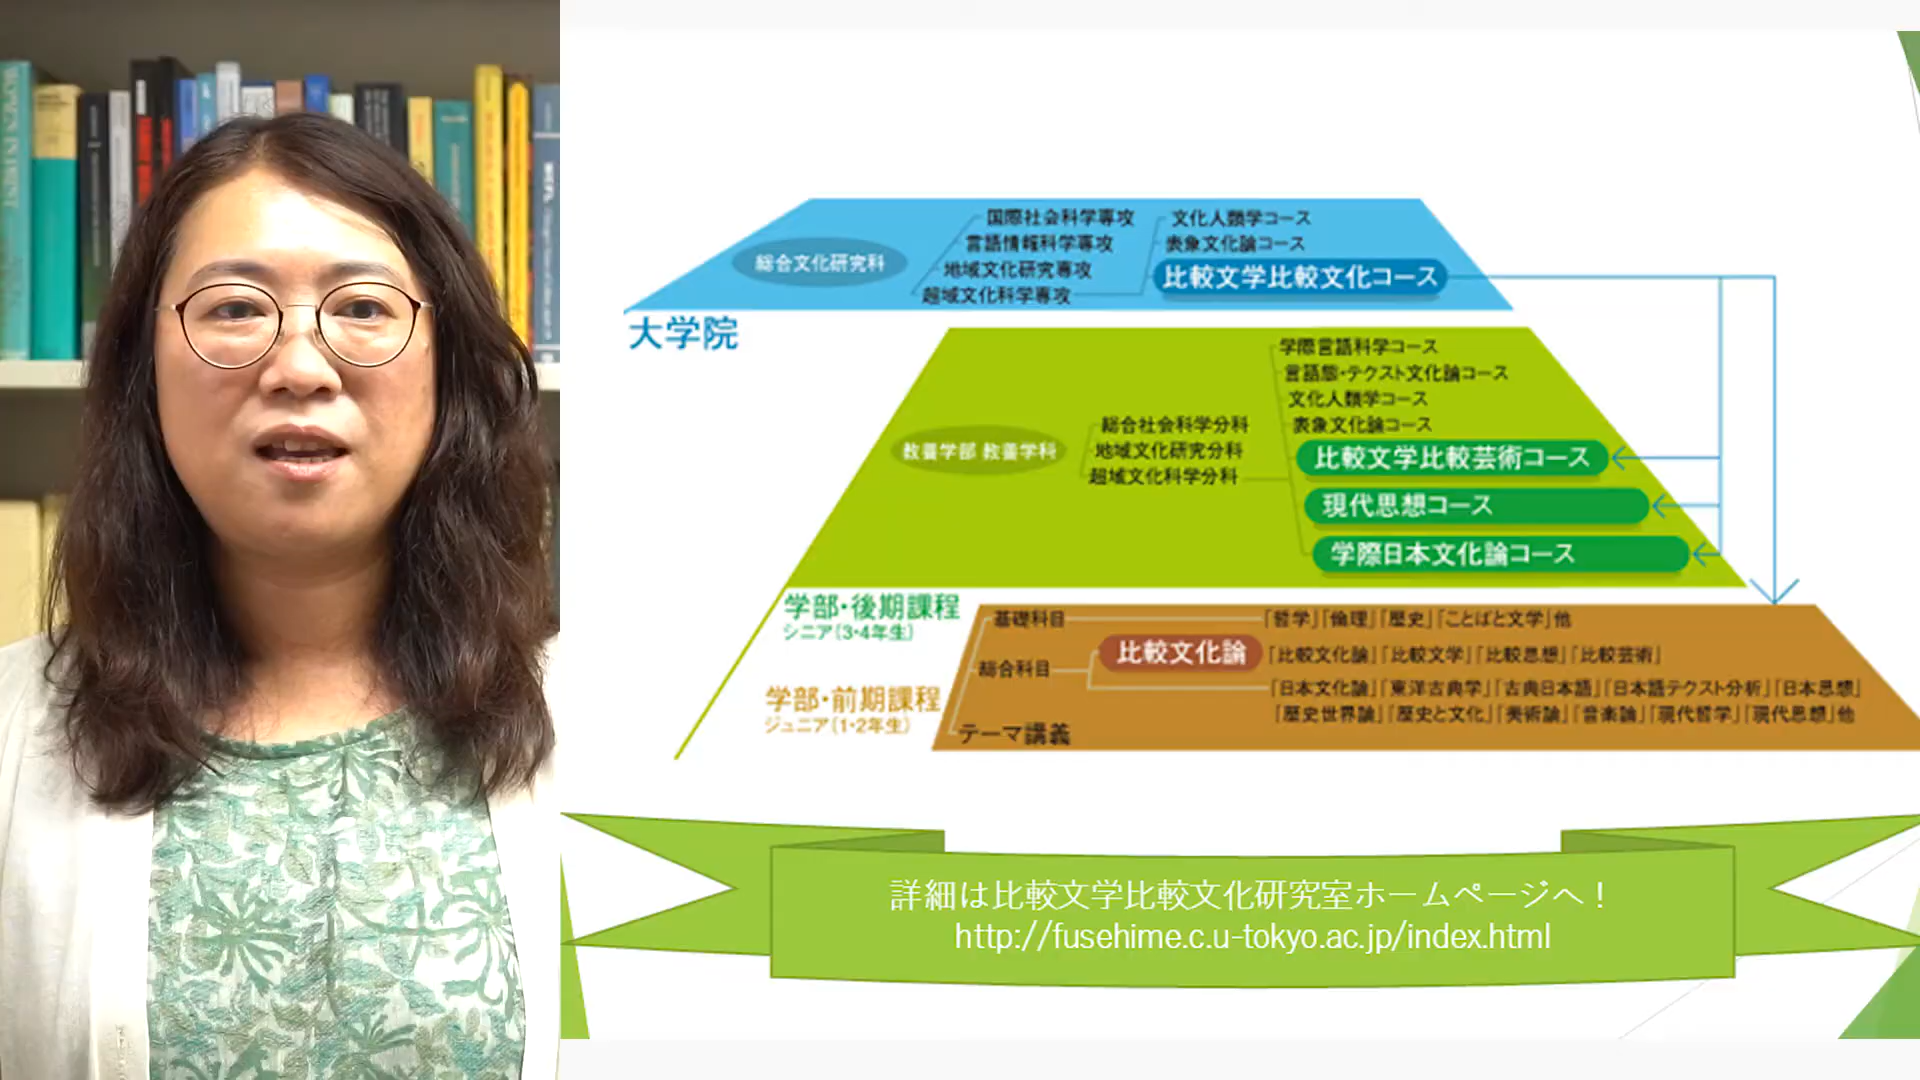 総合文化研究科
国際社会科学専攻
言語情報科学専攻
地域文化研究専攻
超域文化科学専攻
文化人類学コース
表象文化論コース
比較文学比較文化コース
大学院
教養学部 教養学科
総合社会科学分科
地域文化研究分科
超域文化科学分科
学際言語科学コース
言語態・テクスト文化論コース
文化人類学コース
表象文化論コース
比較文学比較芸術コース
現代思想コース
学際日本文化論コース
学部・後期課程
シニア(3・4年生)
学部・前期課程
ジュニア(1・2年生)
基礎科目
「哲学」「倫理」「歴史」「ことばと文学」他
総合科目
比較文化論
「比較文化論」「比較文学」「比較思想」「比較芸術」
「日本文化論」「東洋古典学」「古典日本語」「日本語テクスト分析」「日本思想」
「歴史世界論」「歴史と文化」「美術論」「音楽論」「現代哲学」「現代思想」他
テーマ講義
詳細は比較文学比較文化研究室ホームページへ！
http://fusehime.c.u-tokyo.ac.jp/index.html